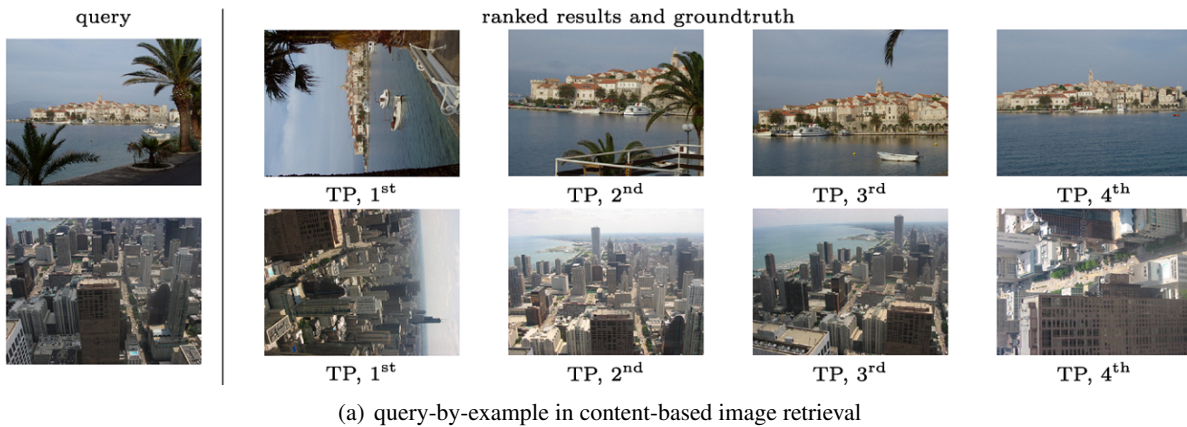 query
ranked results and groundtruth
TP, 1st
TP, 2nd
TP, 3rd
TP, 4th
TP, 1st
TP, 2nd
TP, 3rd
TP, 4th
(a) query-by-example in content-based image retrieval